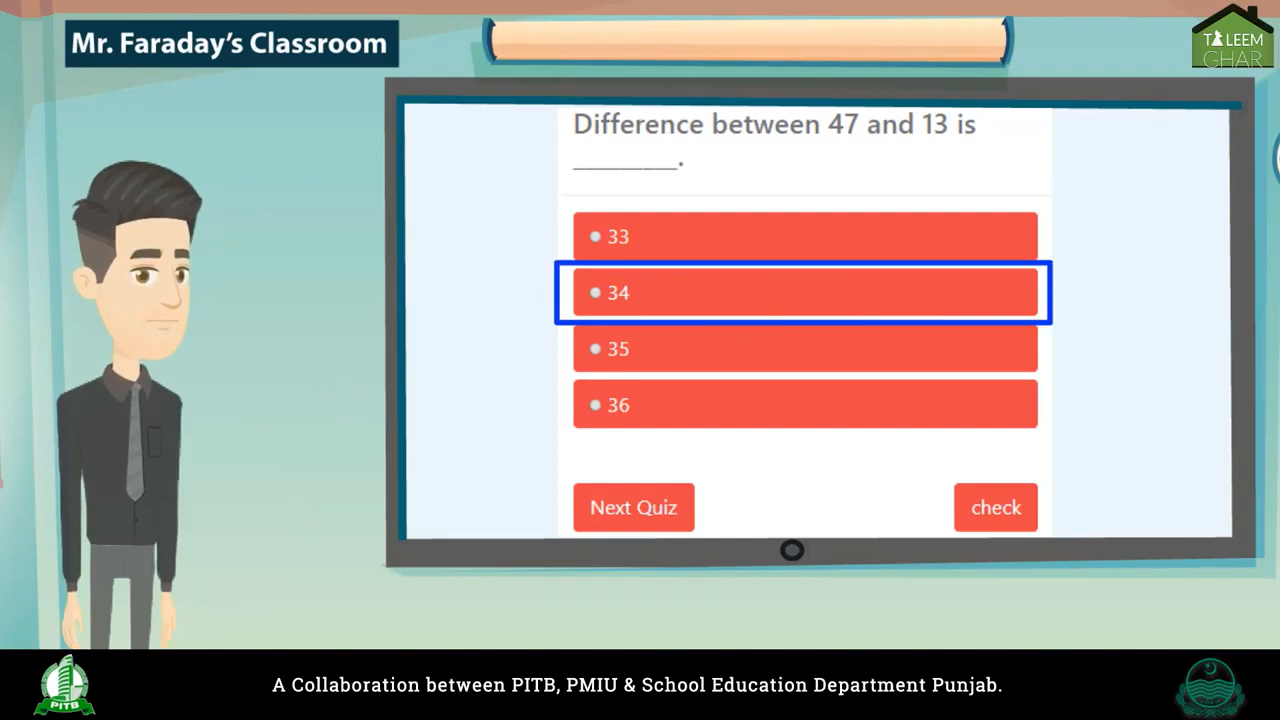 Mr. Faraday's Classroom
TALEEM
GHAR
Difference between 47 and 13 is
________.
33
34
35
36
Next Quiz
check
PITB
A Collaboration between PITB, PMIU & School Education Department Punjab.